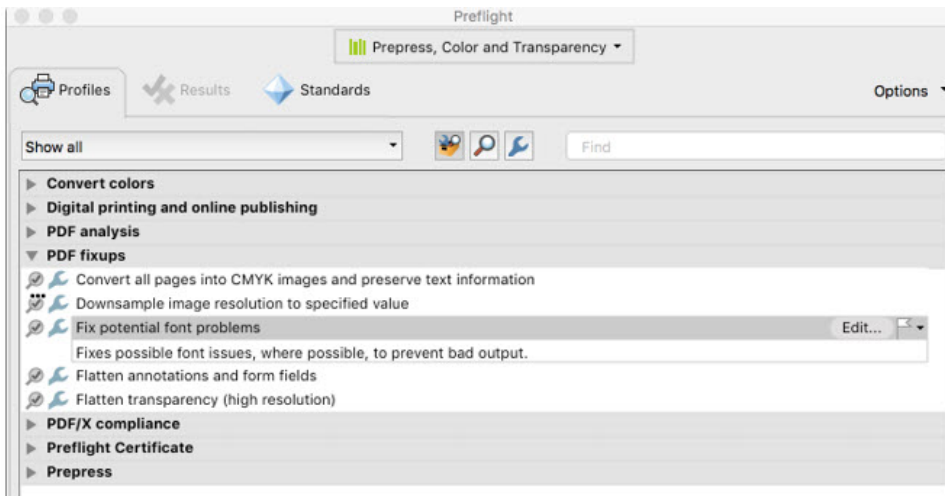 Preflight
Prepress, Color and Transparency
Profiles Results Standards Options
Show all Find
Convert colors
Digital printing and online publishing
PDF analysis
PDF fixups
Convert all pages into CMYK images and preserve text information
Downsample image resolution to specified value
Fix potential font problems Edit...
Fixes possible font issues, where possible, to prevent bad output.
Flatten annotations and form fields
Flatten transparency (high resolution)
PDF/X compliance
Preflight Certificate
Prepress